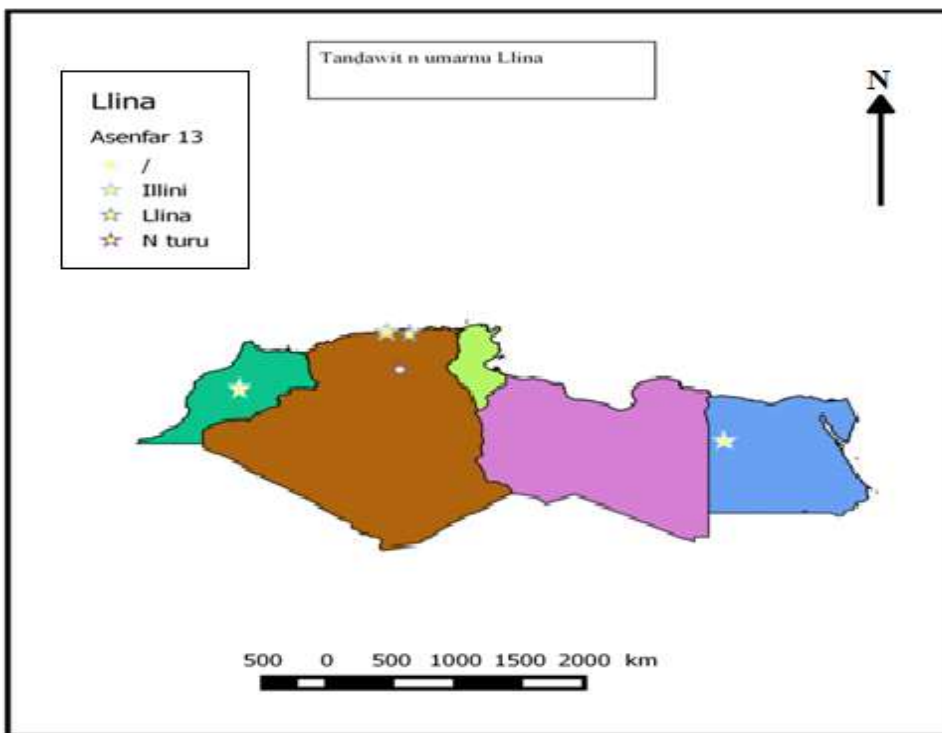 Tanḍawit n umarnu Llina
Llina
Asenfar 13
/
Illini
Llina
N turu
N
500 0 500 1000 1500 2000 km